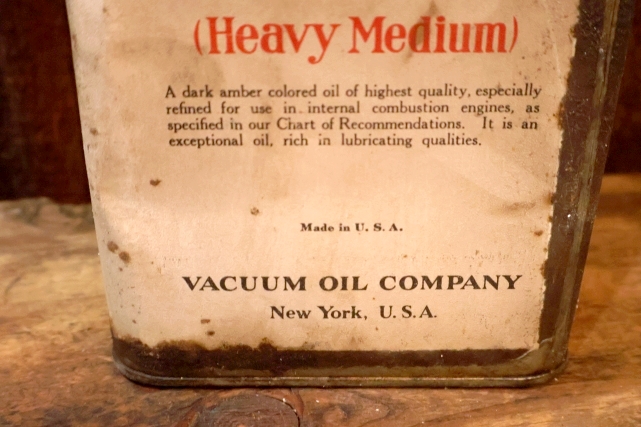 (Heavy Medium)
A dark amber colored oil of highest quality, especially
refined for use in internal combustion engines, as
specified in our Chart of Recommendations. It is an
exceptional oil, rich in lubricating qualities.
Made in U. S. A.
VACUUM OIL COMPANY
New York, U. S. A.